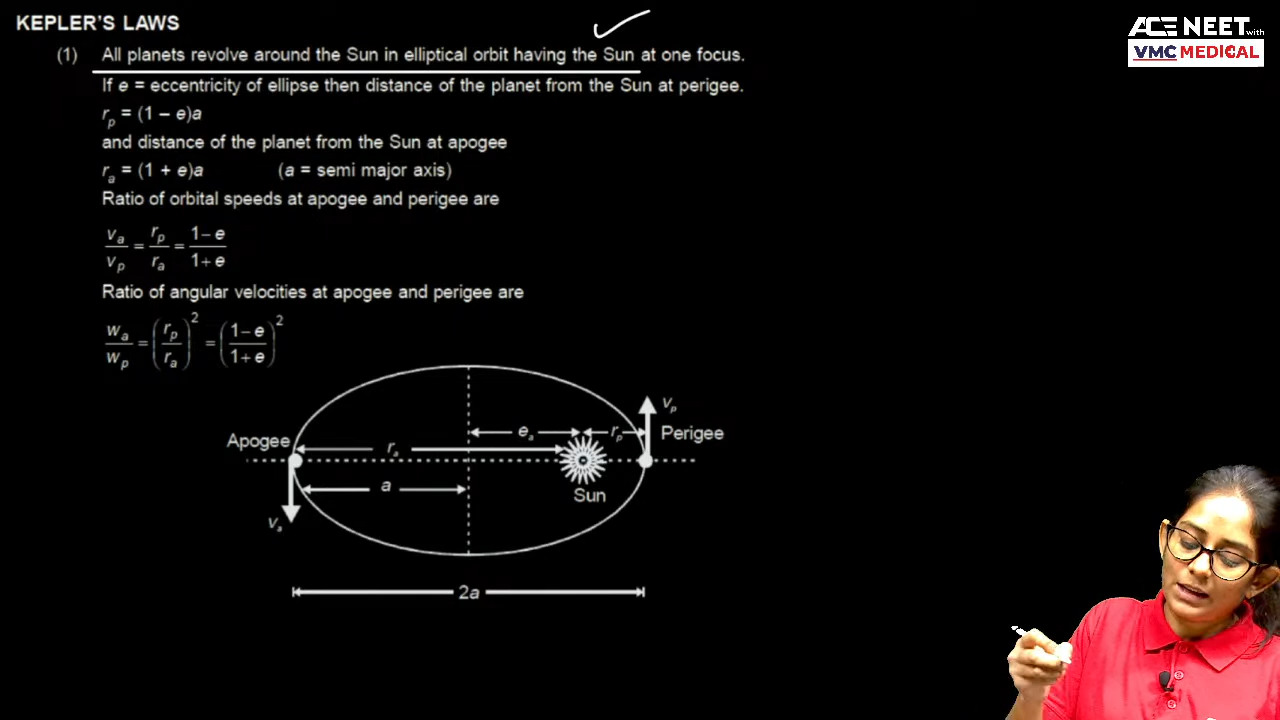 KEPLER'S LAWS
ACE NEET with
VMC MEDICAL
(1) All planets revolve around the Sun in elliptical orbit having the Sun at one focus.
If e = eccentricity of ellipse then distance of the planet from the Sun at perigee.
r_p = (1 – e)a
and distance of the planet from the Sun at apogee
r_a = (1 + e)a (a = semi major axis)
Ratio of orbital speeds at apogee and perigee are
v_a/v_p = r_p/r_a = (1–e)/(1+e)
Ratio of angular velocities at apogee and perigee are
w_a/w_p = (r_p/r_a)^2 = ((1–e)/(1+e))^2
v_p
e_a r_p Perigee
Apogee r_a
a Sun
v_a
2a